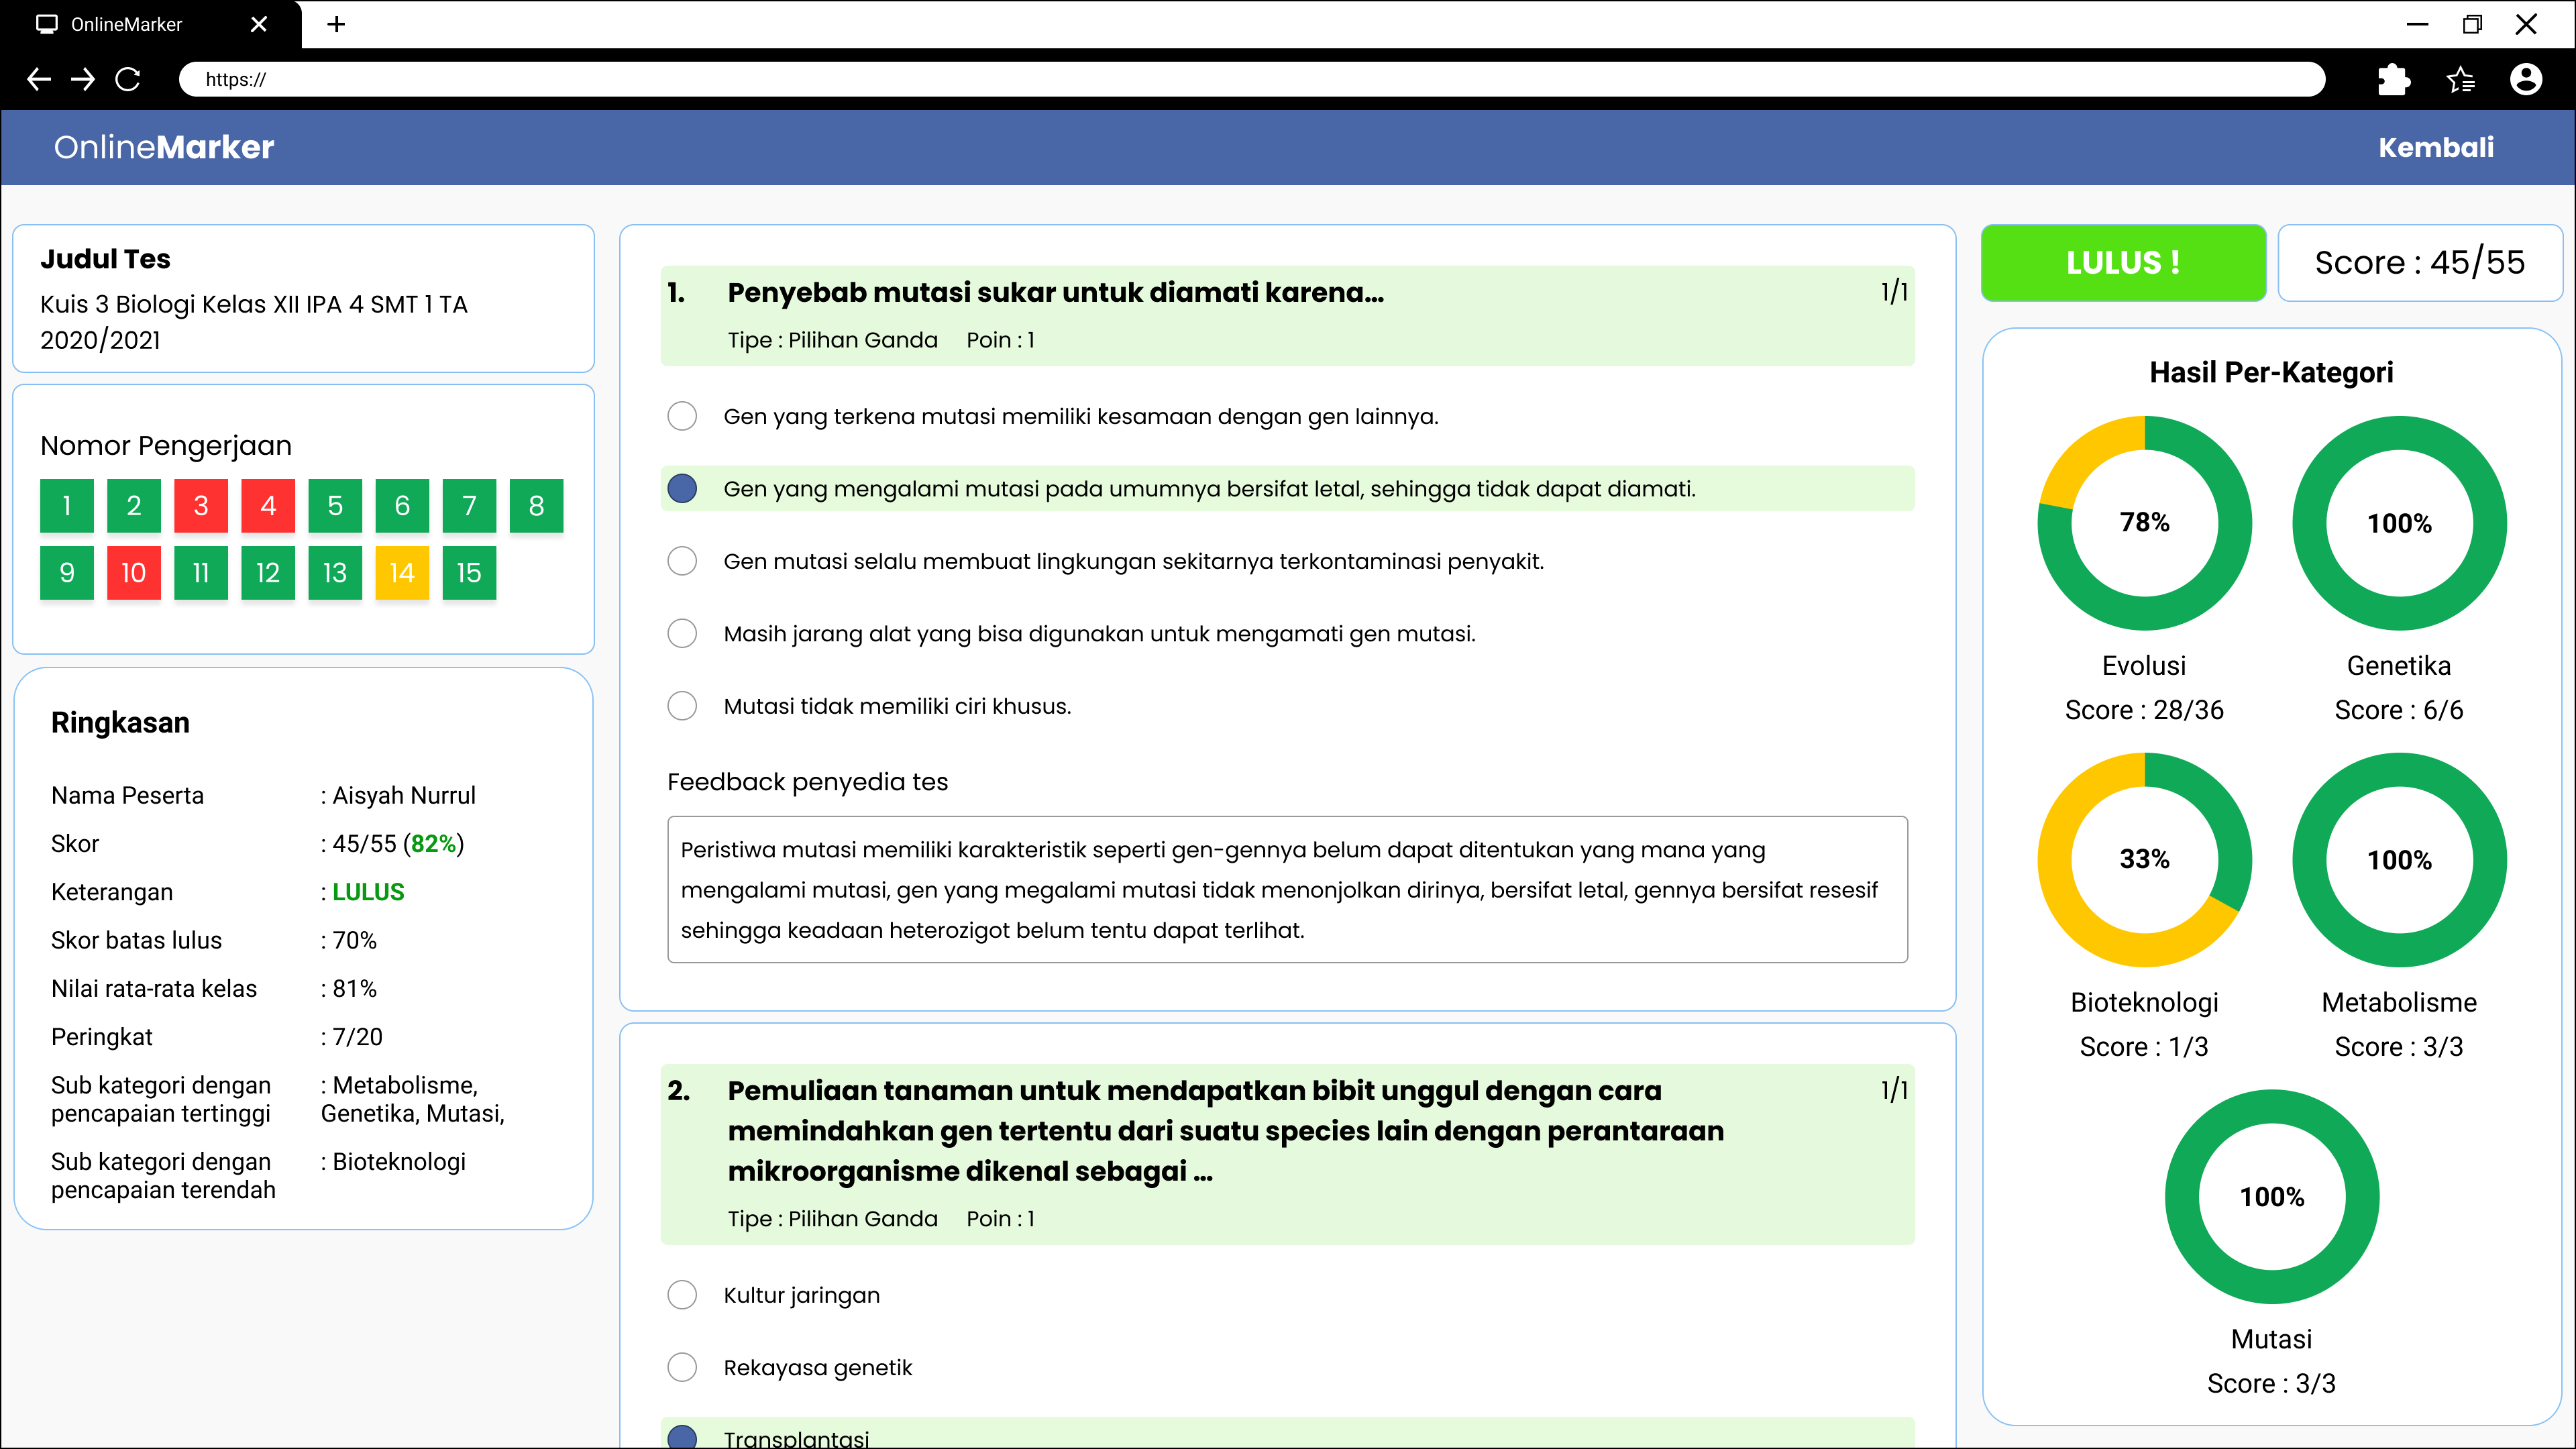 OnlineMarker
https://
OnlineMarker
Kembali
Judul Tes
Kuis 3 Biologi Kelas XII IPA 4 SMT 1 TA
2020/2021
Nomor Pengerjaan
1 2 3 4 5 6 7 8
9 10 11 12 13 14 15
Ringkasan
Nama Peserta : Aisyah Nurrul
Skor : 45/55 (82%)
Keterangan : LULUS
Skor batas lulus : 70%
Nilai rata-rata kelas : 81%
Peringkat : 7/20
Sub kategori dengan : Metabolisme,
pencapaian tertinggi Genetika, Mutasi,
Sub kategori dengan : Bioteknologi
pencapaian terendah
1. Penyebab mutasi sukar untuk diamati karena... 1/1
Tipe : Pilihan Ganda Poin : 1
Gen yang terkena mutasi memiliki kesamaan dengan gen lainnya.
Gen yang mengalami mutasi pada umumnya bersifat letal, sehingga tidak dapat diamati.
Gen mutasi selalu membuat lingkungan sekitarnya terkontaminasi penyakit.
Masih jarang alat yang bisa digunakan untuk mengamati gen mutasi.
Mutasi tidak memiliki ciri khusus.
Feedback penyedia tes
Peristiwa mutasi memiliki karakteristik seperti gen-gennya belum dapat ditentukan yang mana yang
mengalami mutasi, gen yang megalami mutasi tidak menonjolkan dirinya, bersifat letal, gennya bersifat resesif
sehingga keadaan heterozigot belum tentu dapat terlihat.
2. Pemuliaan tanaman untuk mendapatkan bibit unggul dengan cara 1/1
memindahkan gen tertentu dari suatu species lain dengan perantaraan
mikroorganisme dikenal sebagai ...
Tipe : Pilihan Ganda Poin : 1
Kultur jaringan
Rekayasa genetik
Transplantasi
LULUS !
Score : 45/55
Hasil Per-Kategori
78% 100%
Evolusi Genetika
Score : 28/36 Score : 6/6
33% 100%
Bioteknologi Metabolisme
Score : 1/3 Score : 3/3
100%
Mutasi
Score : 3/3